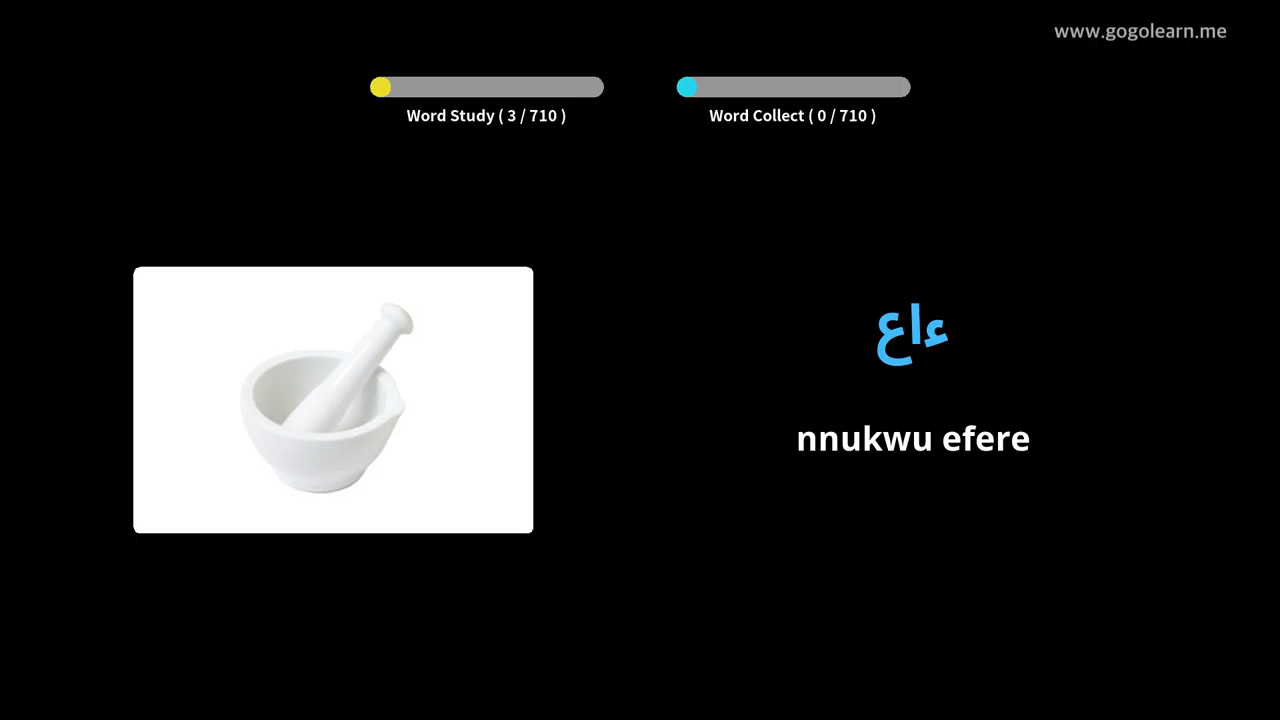 www.gogolearn.me
Word Study ( 3 / 710 )
Word Collect ( 0 / 710 )
ءاع
nnukwu efere